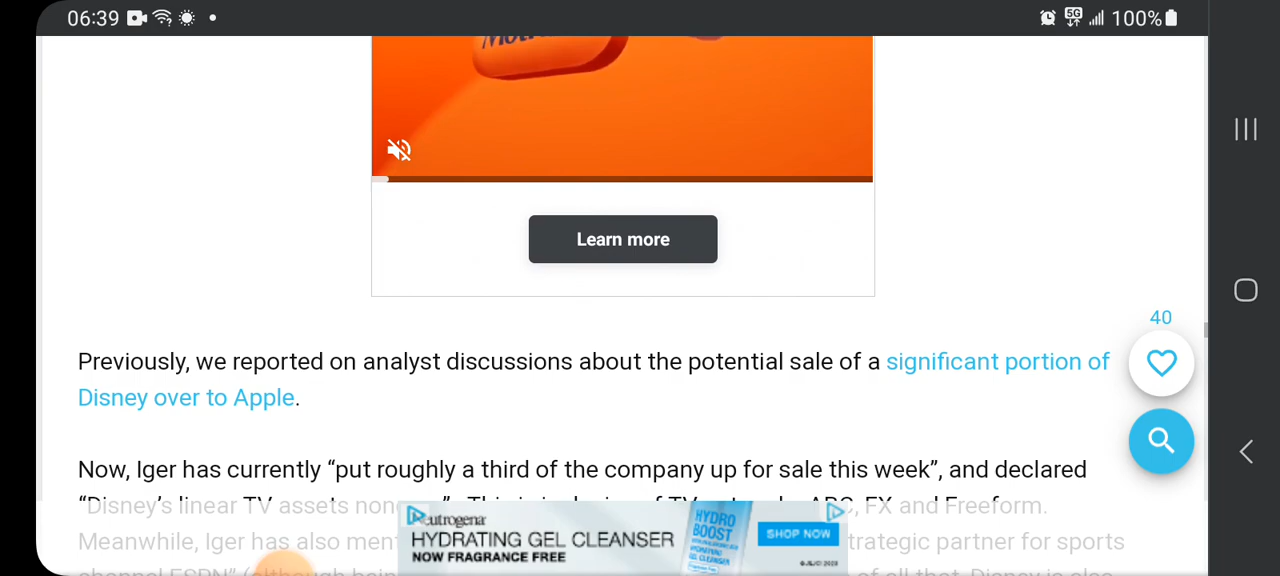 06:39
5G
100%
Learn more
40
Previously, we reported on analyst discussions about the potential sale of a significant portion of
Disney over to Apple.
Now, Iger has currently “put roughly a third of the company up for sale this week”, and declared
“Disney’s linear TV assets
FX and Freeform.
Meanwhile, Iger has also
strategic partner for sports
Neutrogena
HYDRATING GEL CLEANSER
NOW FRAGRANCE FREE
HYDRO
BOOST
SHOP NOW